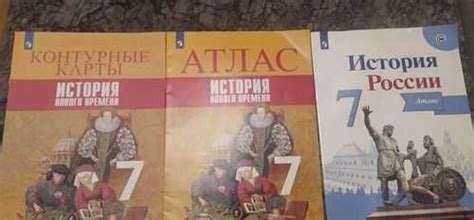 КОНТУРНЫЕ
КАРТЫ
ИСТОРИЯ
НОВОГО ВРЕМЕНИ
7
АТЛАС
ИСТОРИЯ
НОВОГО ВРЕМЕНИ
7
История
России
7
Атлас